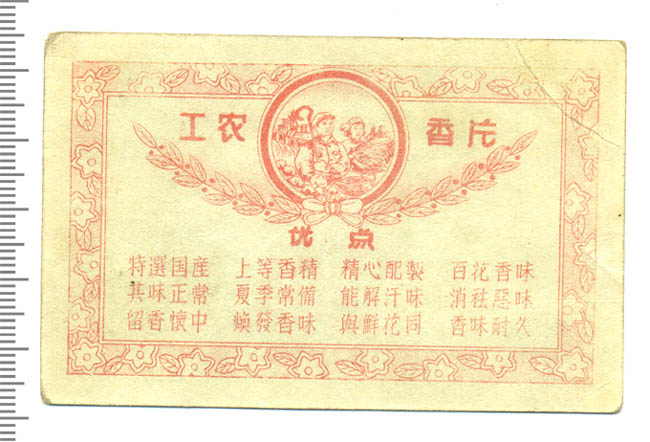 工农 香片
优点
特選国産 上等香精 精心配製 百花香味
其味正常 夏季常備 能解汗味 消祛惡味
留香懷中 煥發香味 與鮮花同 香味耐久